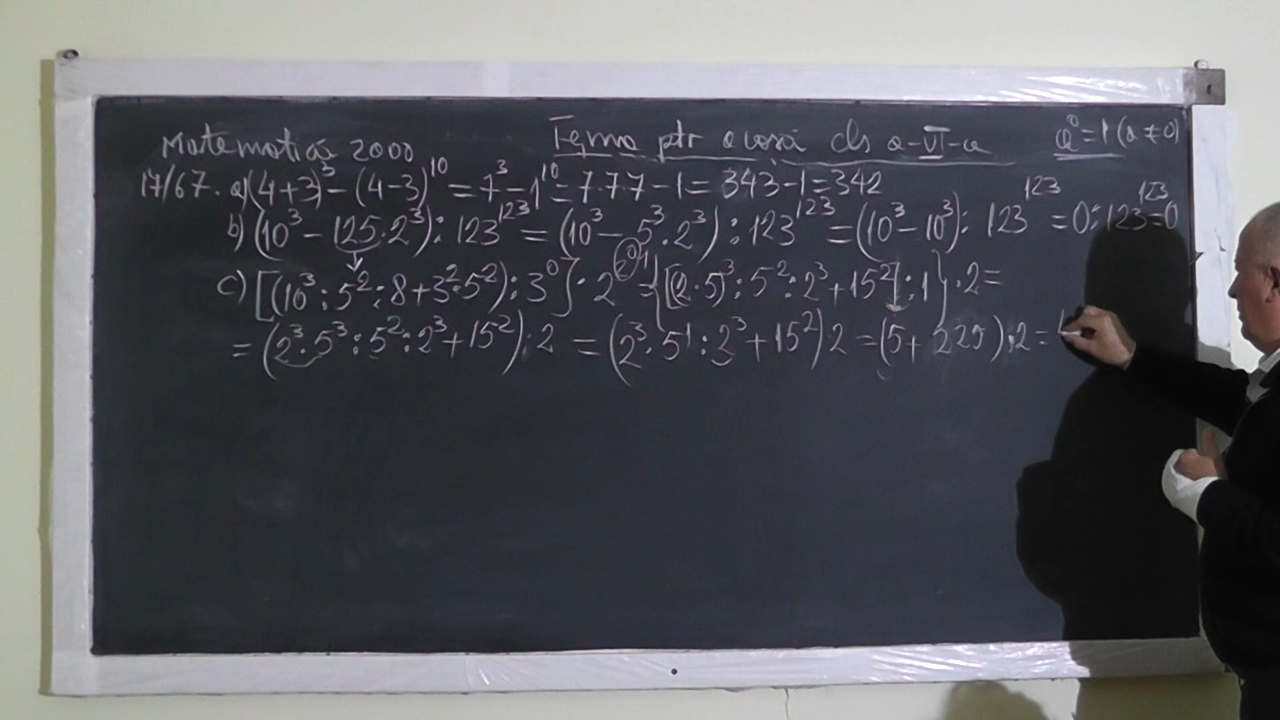 Matematica 2000 Tema ptr acasă cls a-VI-a a⁰=1 (a≠0)
17/67. a) (4+3)³-(4-3)¹⁰=7³-1¹⁰=7·7·7-1=343-1=342
b) (10³-125·2³):123¹²³=(10³-5³·2³):123¹²³=(10³-10³):123¹²³=0:123¹²³=0
c) [(10³:5²:8+3²·5²):3⁰]·2^2⁰={[(2·5)³:5²:2³+15²]:1}·2=
=(2³·5³:5²:2³+15²)·2=(2³·5¹:2³+15²)2=(5+225)·2=